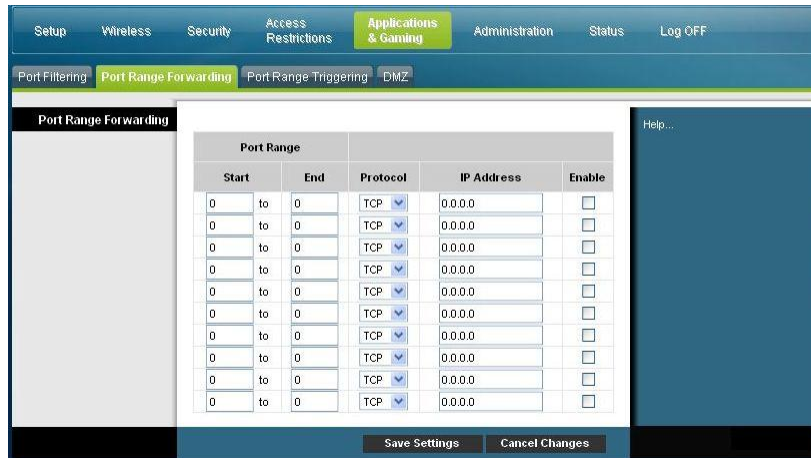 Setup Wireless Security Access Restrictions Applications & Gaming Administration Status Log OFF
Port Filtering Port Range Forwarding Port Range Triggering DMZ
Port Range Forwarding
Help...
Port Range
Start End Protocol IP Address Enable
0 to 0 TCP 0.0.0.0
0 to 0 TCP 0.0.0.0
0 to 0 TCP 0.0.0.0
0 to 0 TCP 0.0.0.0
0 to 0 TCP 0.0.0.0
0 to 0 TCP 0.0.0.0
0 to 0 TCP 0.0.0.0
0 to 0 TCP 0.0.0.0
0 to 0 TCP 0.0.0.0
0 to 0 TCP 0.0.0.0
Save Settings Cancel Changes